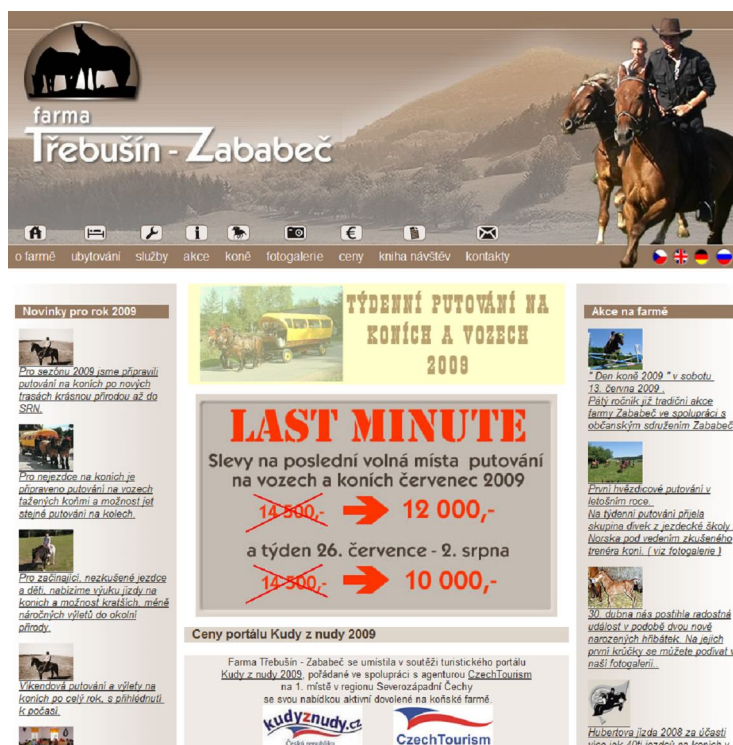 farma
Třebušín - Zababeč
o farmě ubytování služby akce koně fotogalerie ceny kniha návštěv kontakty
Novinky pro rok 2009
Pro sezónu 2009 jsme připravili
putování na koních po nových
trasách krásnou přírodou až do
SRN.
Pro nejezdce na koních je
připraveno putování na vozech
tažených koňmi a možnost jet
stejné putování na kolech.
Pro začínající, nezkušené jezdce
a děti, nabízíme výuku jízdy na
koních a možnost kratších, méně
náročných výletů do okolní
přírody.
Víkendová putování a výlety na
koních po celý rok, s přihlédnutí
k počasí.
TÝDENNÍ PUTOVÁNÍ NA
KONÍCH A VOZECH
2009
LAST MINUTE
Slevy na poslední volná místa putování
na vozech a koních červenec 2009
14 500,- 12 000,-
a týden 26. července - 2. srpna
14 500,- 10 000,-
Ceny portálu Kudy z nudy 2009
Farma Třebušín - Zababeč se umístila v soutěži turistického portálu
Kudy z nudy 2009, pořádané ve spolupráci s agenturou CzechTourism
na 1. místě v regionu Severozápadní Čechy
se svou nabídkou aktivní dovolené na koňské farmě.
kudyznudy.cz
Česká republika
CzechTourism
Akce na farmě
" Den koně 2009 " v sobotu
13. června 2009 .
Pátý ročník již tradiční akce
farmy Zababeč ve spolupráci s
občanským sdružením Zababeč
První hvězdicové putování v
letošním roce.
Na týdenní putování přijela
skupina dívek z jezdecké školy
Norska pod vedením zkušeného
trenéra koní. ( viz fotogalerie )
30. dubna nás postihla radostná
událost v podobě dvou nově
narozených hříbátek. Na jejich
první krůčky se můžete podívat v
naší fotogalerii..
Hubertova jízda 2008 za účasti
více jak 40ti jezdců na koních v